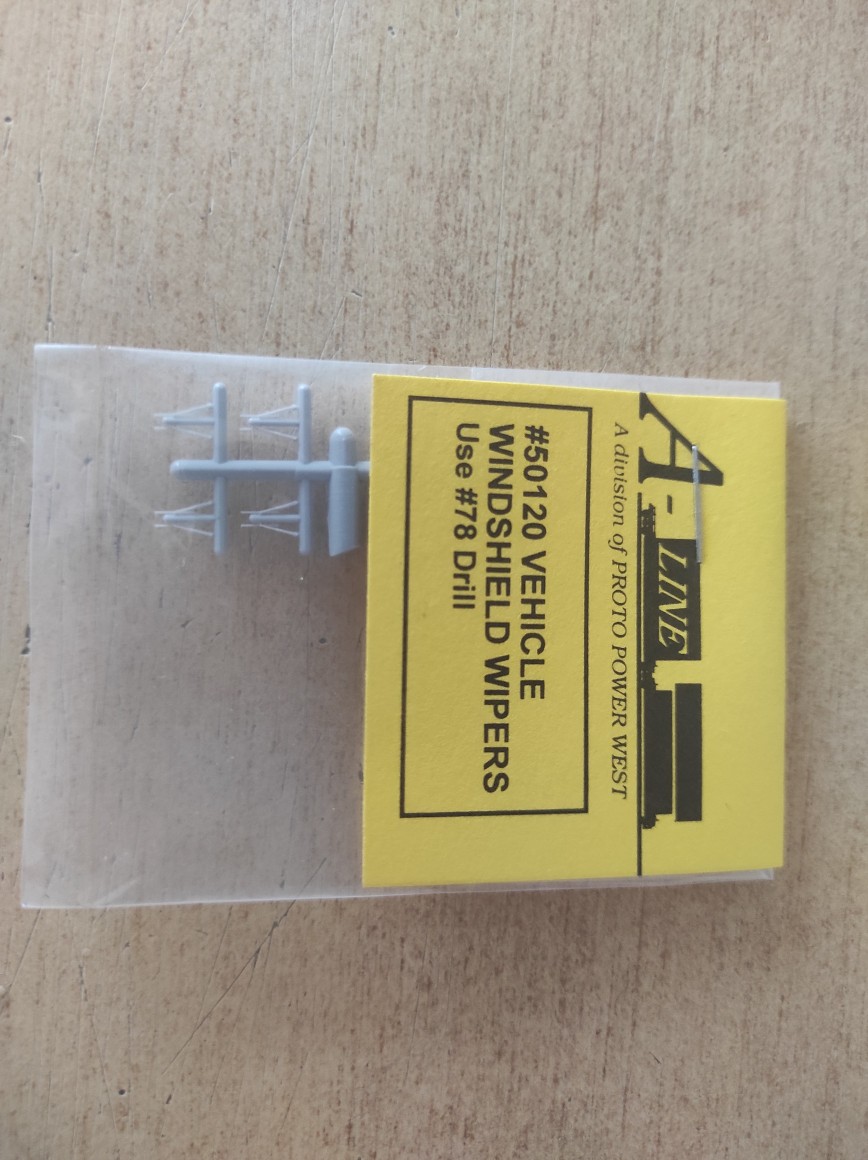 A-LINE
A division of PROTO POWER WEST
#50120 VEHICLE
WINDSHIELD WIPERS
Use #78 Drill